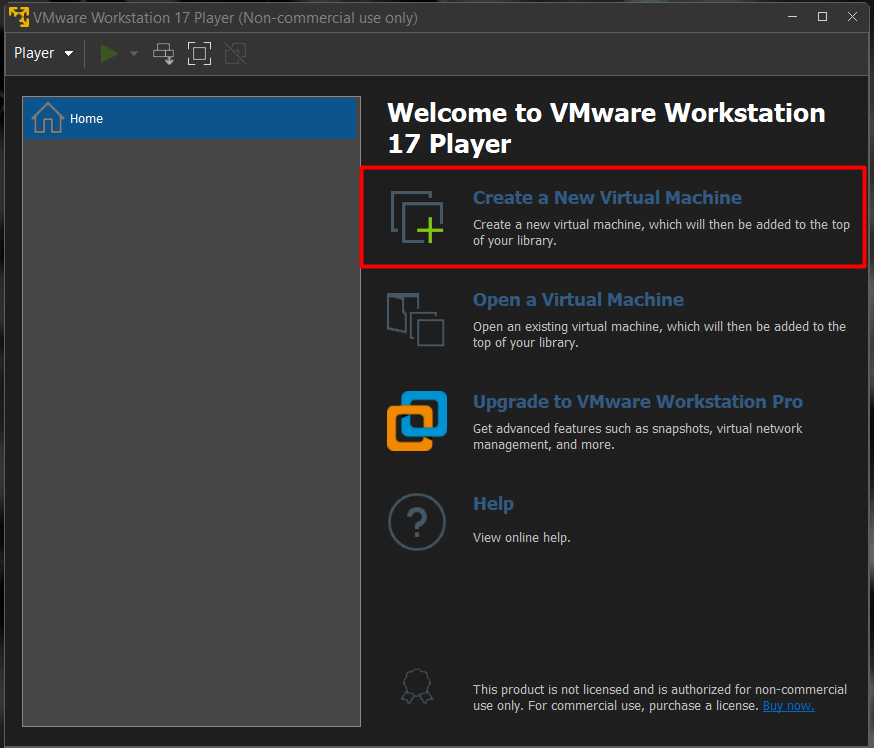 VMware Workstation 17 Player (Non-commercial use only)
Player
Home
Welcome to VMware Workstation
17 Player
Create a New Virtual Machine
Create a new virtual machine, which will then be added to the top
of your library.
Open a Virtual Machine
Open an existing virtual machine, which will then be added to the
top of your library.
Upgrade to VMware Workstation Pro
Get advanced features such as snapshots, virtual network
management, and more.
?
Help
View online help.
This product is not licensed and is authorized for non-commercial
use only. For commercial use, purchase a license. Buy now.